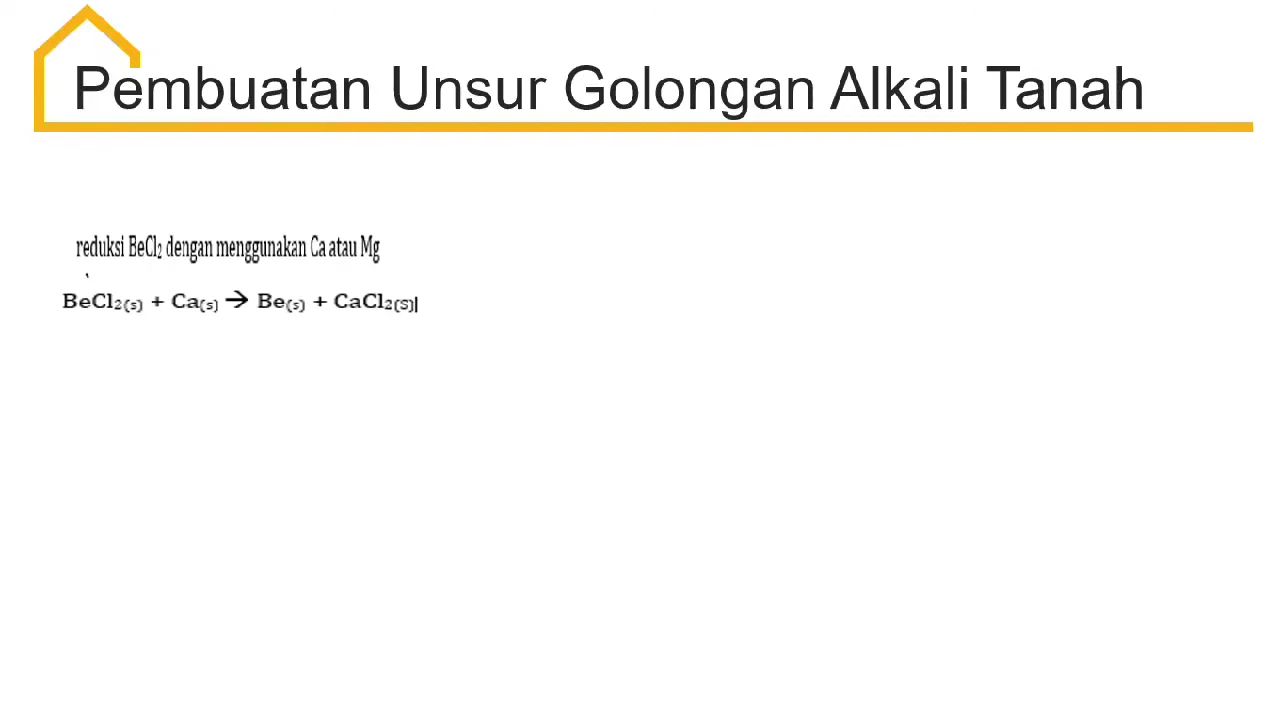 Pembuatan Unsur Golongan Alkali Tanah
reduksi BeCl₂ dengan menggunakan Ca atau Mg
BeCl₂(s) + Ca(s) → Be(s) + CaCl₂(S)